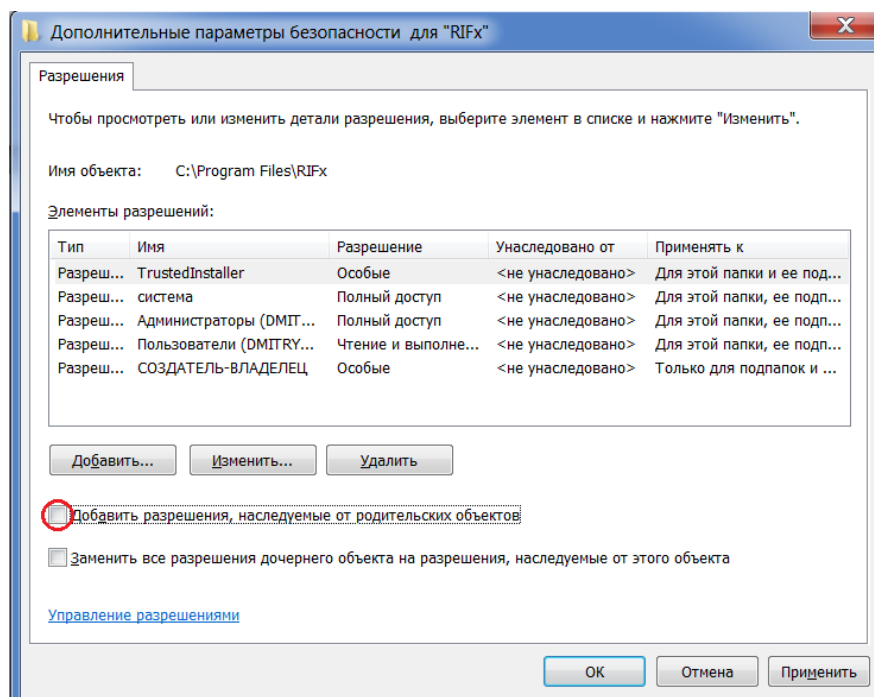 Дополнительные параметры безопасности для "RIFx"
Разрешения
Чтобы просмотреть или изменить детали разрешения, выберите элемент в списке и нажмите "Изменить".
Имя объекта: C:\Program Files\RIFx
Элементы разрешений:
Тип Имя Разрешение Унаследовано от Применять к
Разреш... TrustedInstaller Особые <не унаследовано> Для этой папки и ее под...
Разреш... система Полный доступ <не унаследовано> Для этой папки, ее подп...
Разреш... Администраторы (DMIT... Полный доступ <не унаследовано> Для этой папки, ее подп...
Разреш... Пользователи (DMITRY... Чтение и выполне... <не унаследовано> Для этой папки, ее подп...
Разреш... СОЗДАТЕЛЬ-ВЛАДЕЛЕЦ Особые <не унаследовано> Только для подпапок и ...
Добавить... Изменить... Удалить
Добавить разрешения, наследуемые от родительских объектов
Заменить все разрешения дочернего объекта на разрешения, наследуемые от этого объекта
Управление разрешениями
ОК Отмена Применить